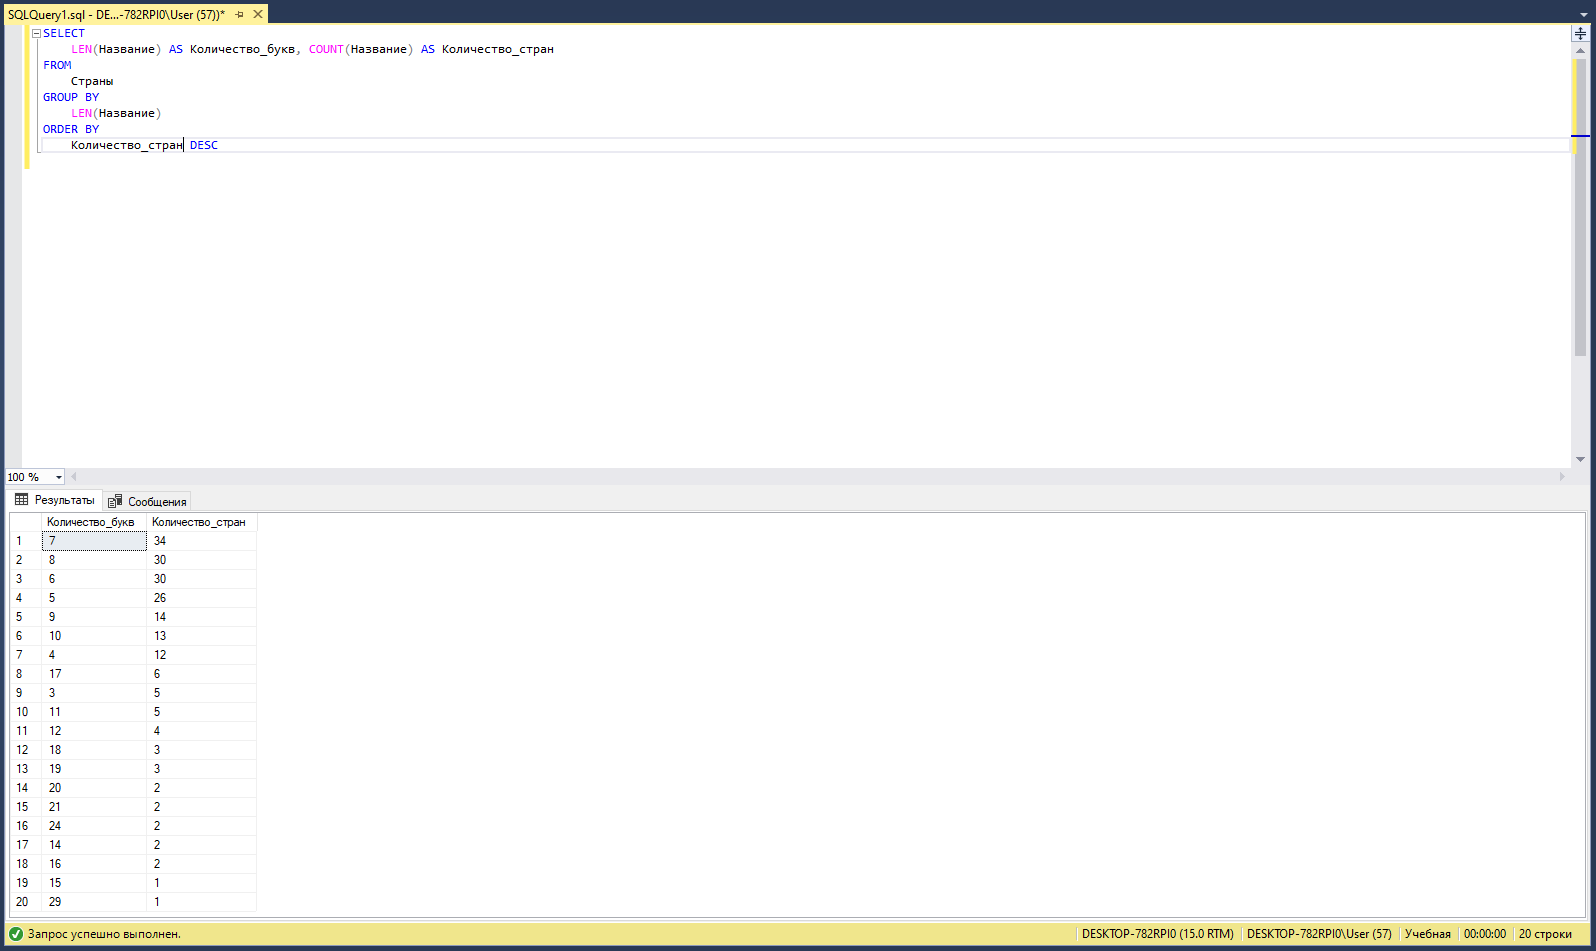 SQLQuery1.sql - DE...-782RPI0\User (57))*
SELECT
LEN(Название) AS Количество_букв, COUNT(Название) AS Количество_стран
FROM
Страны
GROUP BY
LEN(Название)
ORDER BY
Количество_стран DESC
100 %
Результаты Сообщения
Количество_букв Количество_стран
1 7 34
2 8 30
3 6 30
4 5 26
5 9 14
6 10 13
7 4 12
8 17 6
9 3 5
10 11 5
11 12 4
12 18 3
13 19 3
14 20 2
15 21 2
16 24 2
17 14 2
18 16 2
19 15 1
20 29 1
Запрос успешно выполнен. DESKTOP-782RPI0 (15.0 RTM) DESKTOP-782RPI0\User (57) Учебная 00:00:00 20 строки